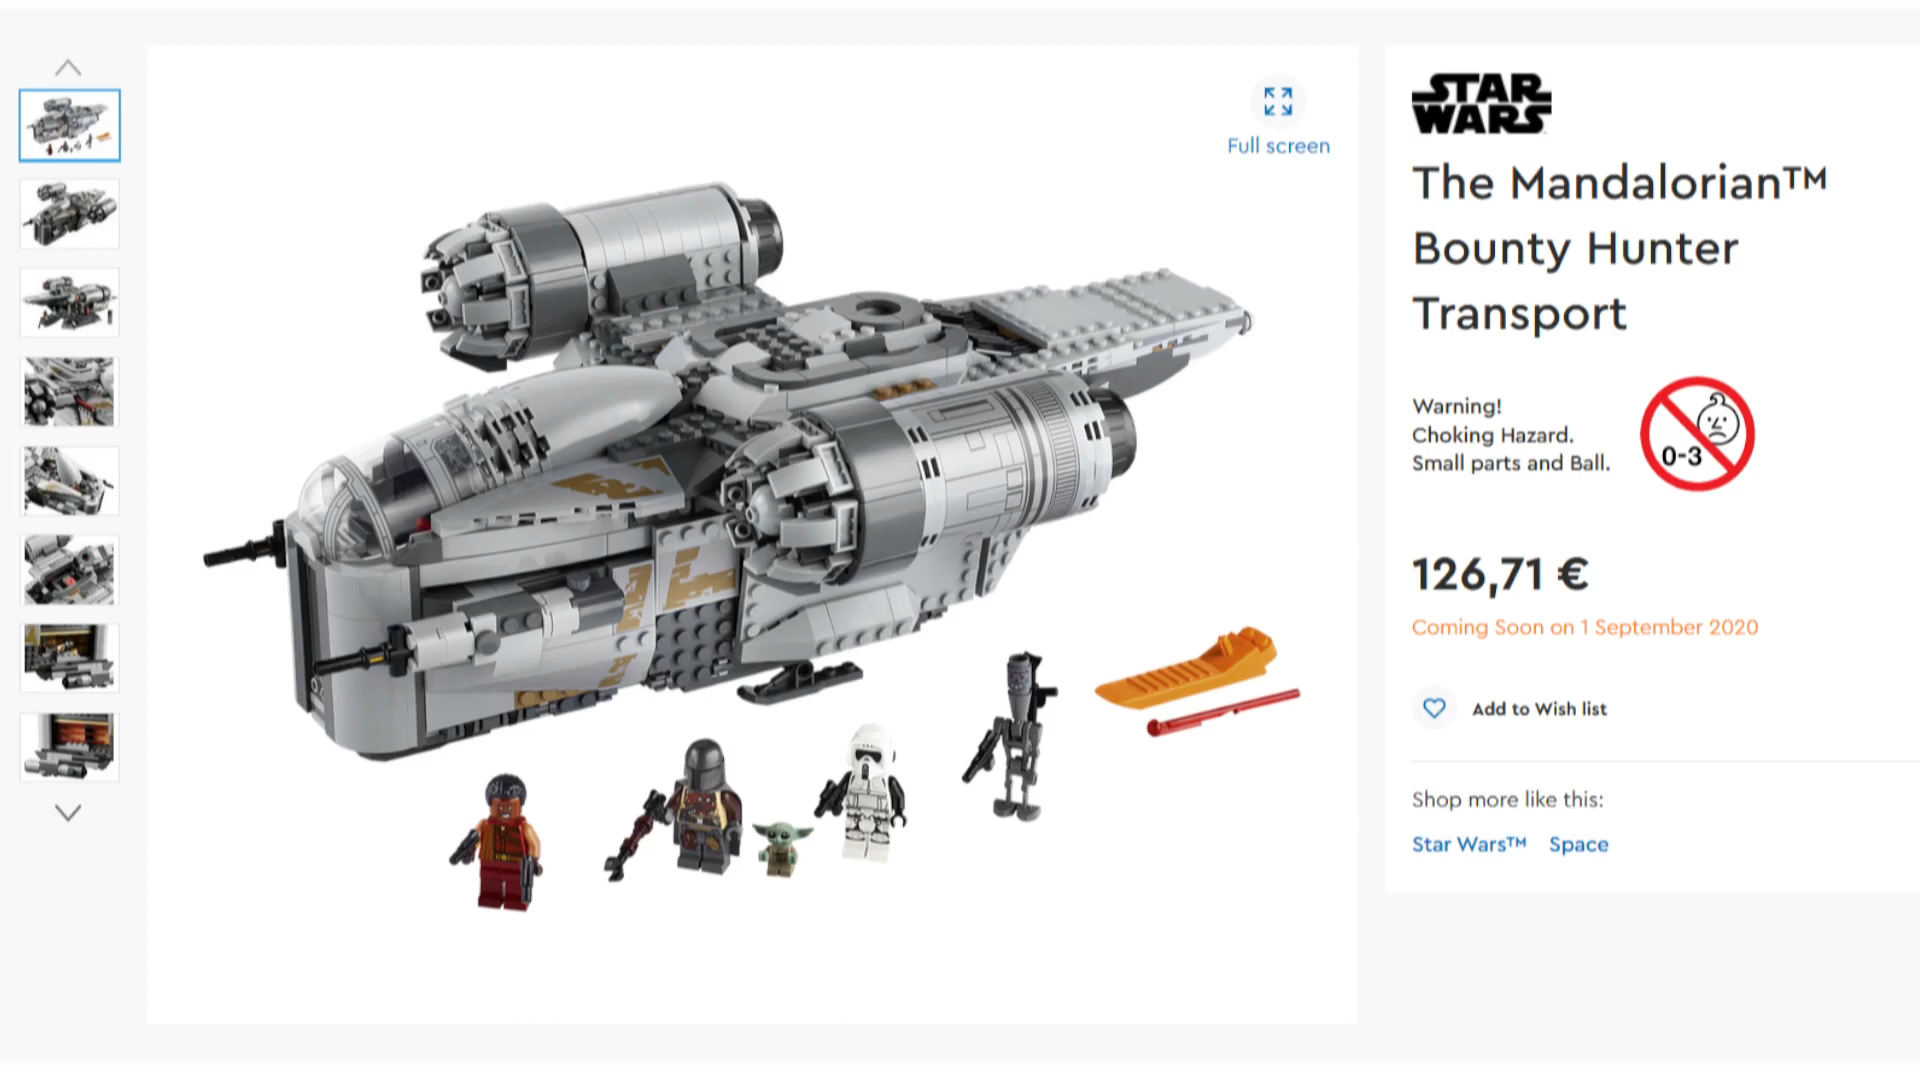 Full screen
STAR
WARS
The Mandalorian™
Bounty Hunter
Transport
Warning!
Choking Hazard.
Small parts and Ball.
0-3
126,71 €
Coming Soon on 1 September 2020
Add to Wish list
Shop more like this:
Star Wars™ Space